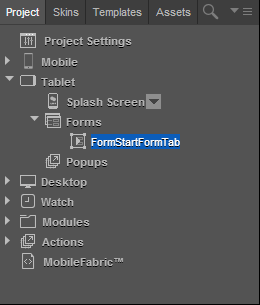 Project Skins Templates Assets
Project Settings
Mobile
Tablet
Splash Screen
Forms
FormStartFormTab
Popups
Desktop
Watch
Modules
Actions
MobileFabric™